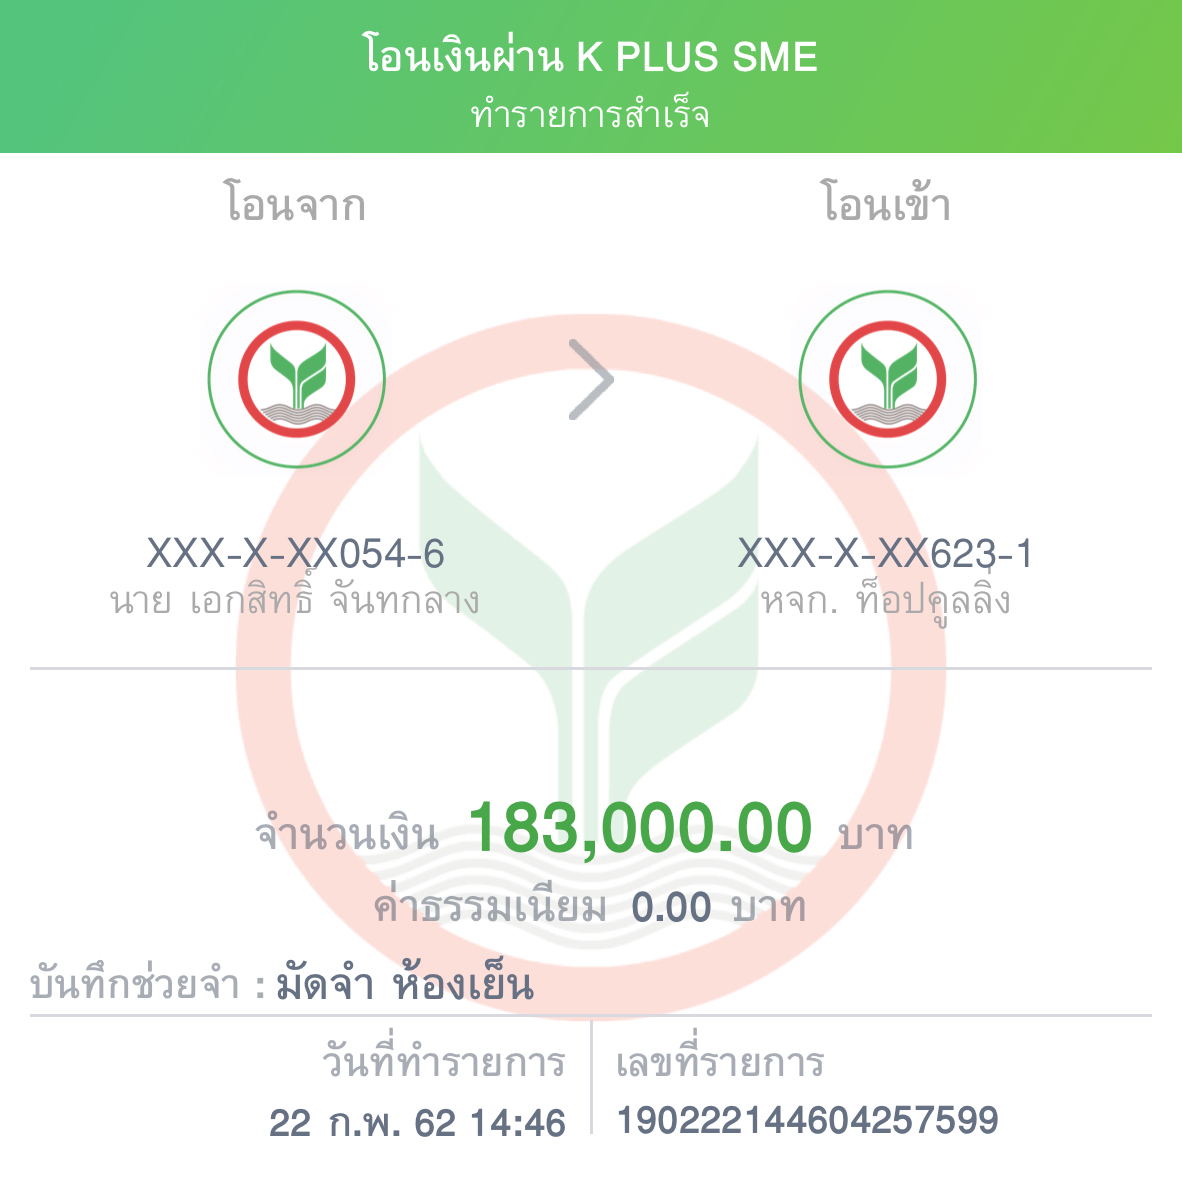 โอนเงินผ่าน K PLUS SME
ทำรายการสำเร็จ
โอนจาก
โอนเข้า
XXX-X-XX054-6
นาย เอกสิทธิ์ จันทกลาง
XXX-X-XX623-1
หจก. ท็อปคูลลิ่ง
จำนวนเงิน 183,000.00 บาท
ค่าธรรมเนียม 0.00 บาท
บันทึกช่วยจำ : มัดจำ ห้องเย็น
วันที่ทำรายการ
22 ก.พ. 62 14:46
เลขที่รายการ
190222144604257599